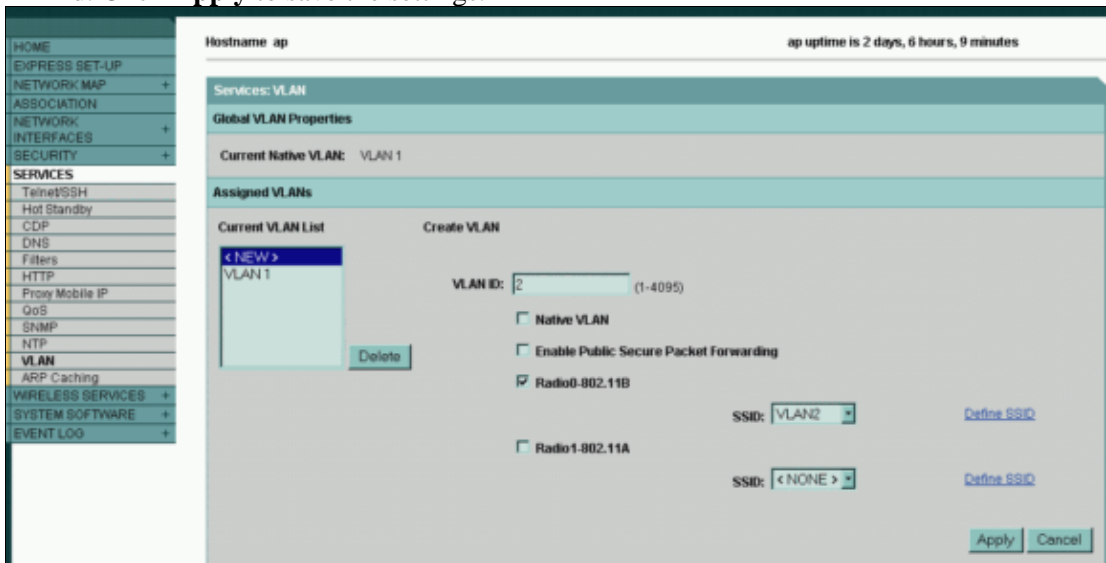 HOME
EXPRESS SET-UP
NETWORK MAP +
ASSOCIATION
NETWORK
INTERFACES +
SECURITY +
SERVICES
Telnet/SSH
Hot Standby
CDP
DNS
Filters
HTTP
Proxy Mobile IP
QoS
SNMP
NTP
VLAN
ARP Caching
WIRELESS SERVICES +
SYSTEM SOFTWARE +
EVENT LOG +
Hostname ap
ap uptime is 2 days, 6 hours, 9 minutes
Services: VLAN
Global VLAN Properties
Current Native VLAN: VLAN 1
Assigned VLANs
Current VLAN List
< NEW >
VLAN 1
Delete
Create VLAN
VLAN ID: 2 (1-4095)
Native VLAN
Enable Public Secure Packet Forwarding
Radio0-802.11B
SSID: VLAN2 Define SSID
Radio1-802.11A
SSID: < NONE > Define SSID
Apply Cancel